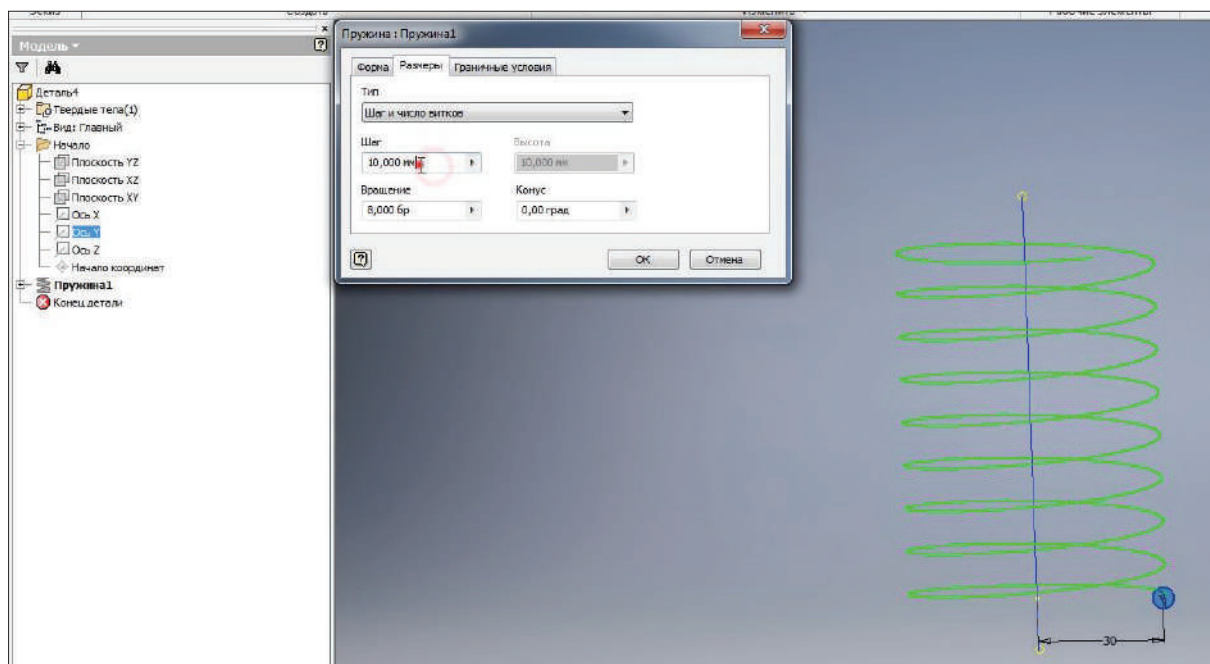 Модель
Деталь4
Твердые тела(1)
Вид: Главный
Начало
Плоскость YZ
Плоскость XZ
Плоскость XY
Ось X
Ось Y
Ось Z
Начало координат
Пружина1
Конец детали
Пружина : Пружина1
Форма Размеры Граничные условия
Тип
Шаг и число витков
Шаг Высота
10,000 мм 10,000 мм
Вращение Конус
8,000 бр 0,00 град
ОК Отмена
30